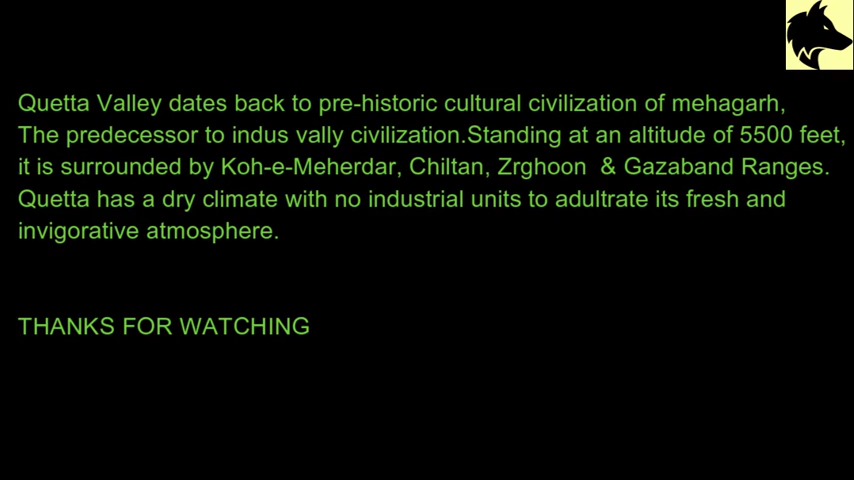 Quetta Valley dates back to pre-historic cultural civilization of mehagarh,
The predecessor to indus vally civilization.Standing at an altitude of 5500 feet,
it is surrounded by Koh-e-Meherdar, Chiltan, Zrghoon  & Gazaband Ranges.
Quetta has a dry climate with no industrial units to adultrate its fresh and
invigorative atmosphere.
THANKS FOR WATCHING